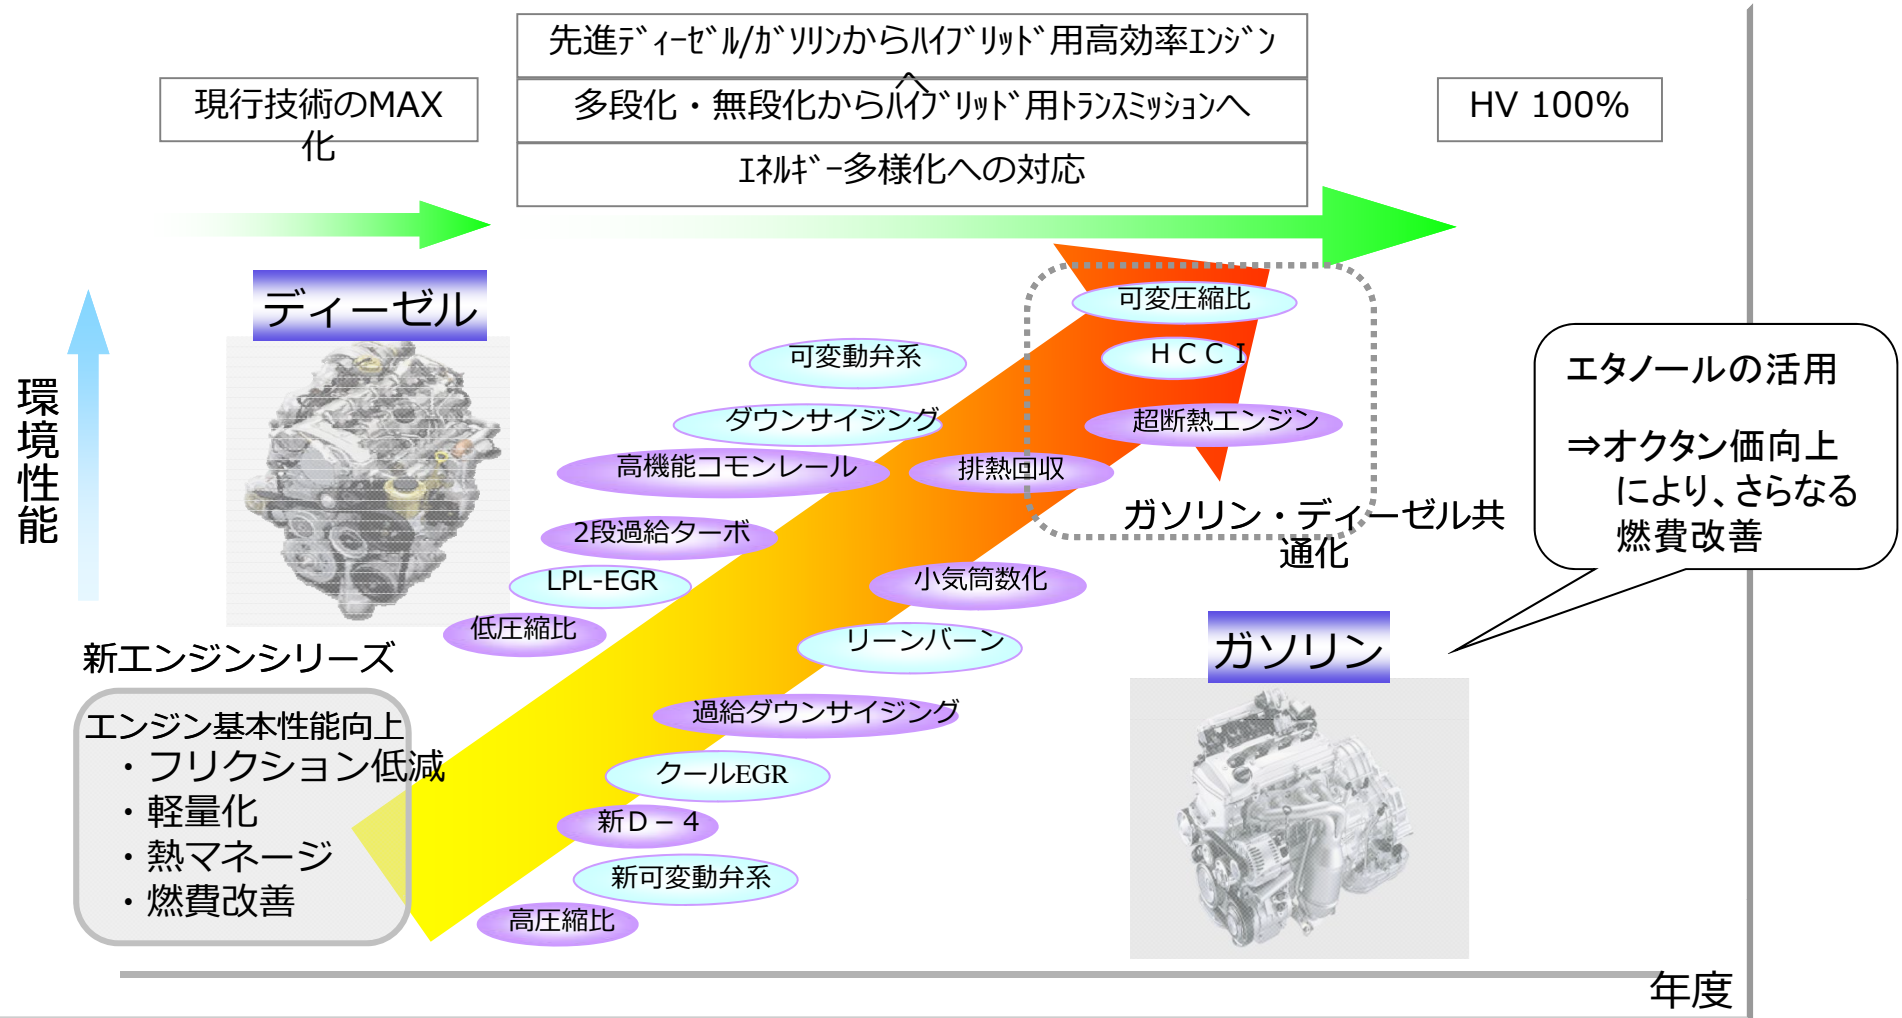 先進ﾃﾞｨｰｾﾞﾙ/ｶﾞｿﾘﾝからﾊｲﾌﾞﾘｯﾄﾞ用高効率ｴﾝｼﾞﾝ
へ
現行技術のMAX
化
多段化・無段化からﾊｲﾌﾞﾘｯﾄﾞ用ﾄﾗﾝｽﾐｯｼｮﾝへ
HV 100%
ｴﾈﾙｷﾞｰ多様化への対応
ディーゼル
可変圧縮比
可変動弁系
ＨＣＣＩ
ダウンサイジング
超断熱エンジン
高機能コモンレール
排熱回収
環境性能
2段過給ターボ
ガソリン・ディーゼル共
通化
LPL-EGR
小気筒数化
低圧縮比
リーンバーン
エタノールの活用
⇒オクタン価向上
により、さらなる
燃費改善
新エンジンシリーズ
ガソリン
エンジン基本性能向上
・フリクション低減
・軽量化
・熱マネージ
・燃費改善
過給ダウンサイジング
クールEGR
新Ｄ－４
新可変動弁系
高圧縮比
年度